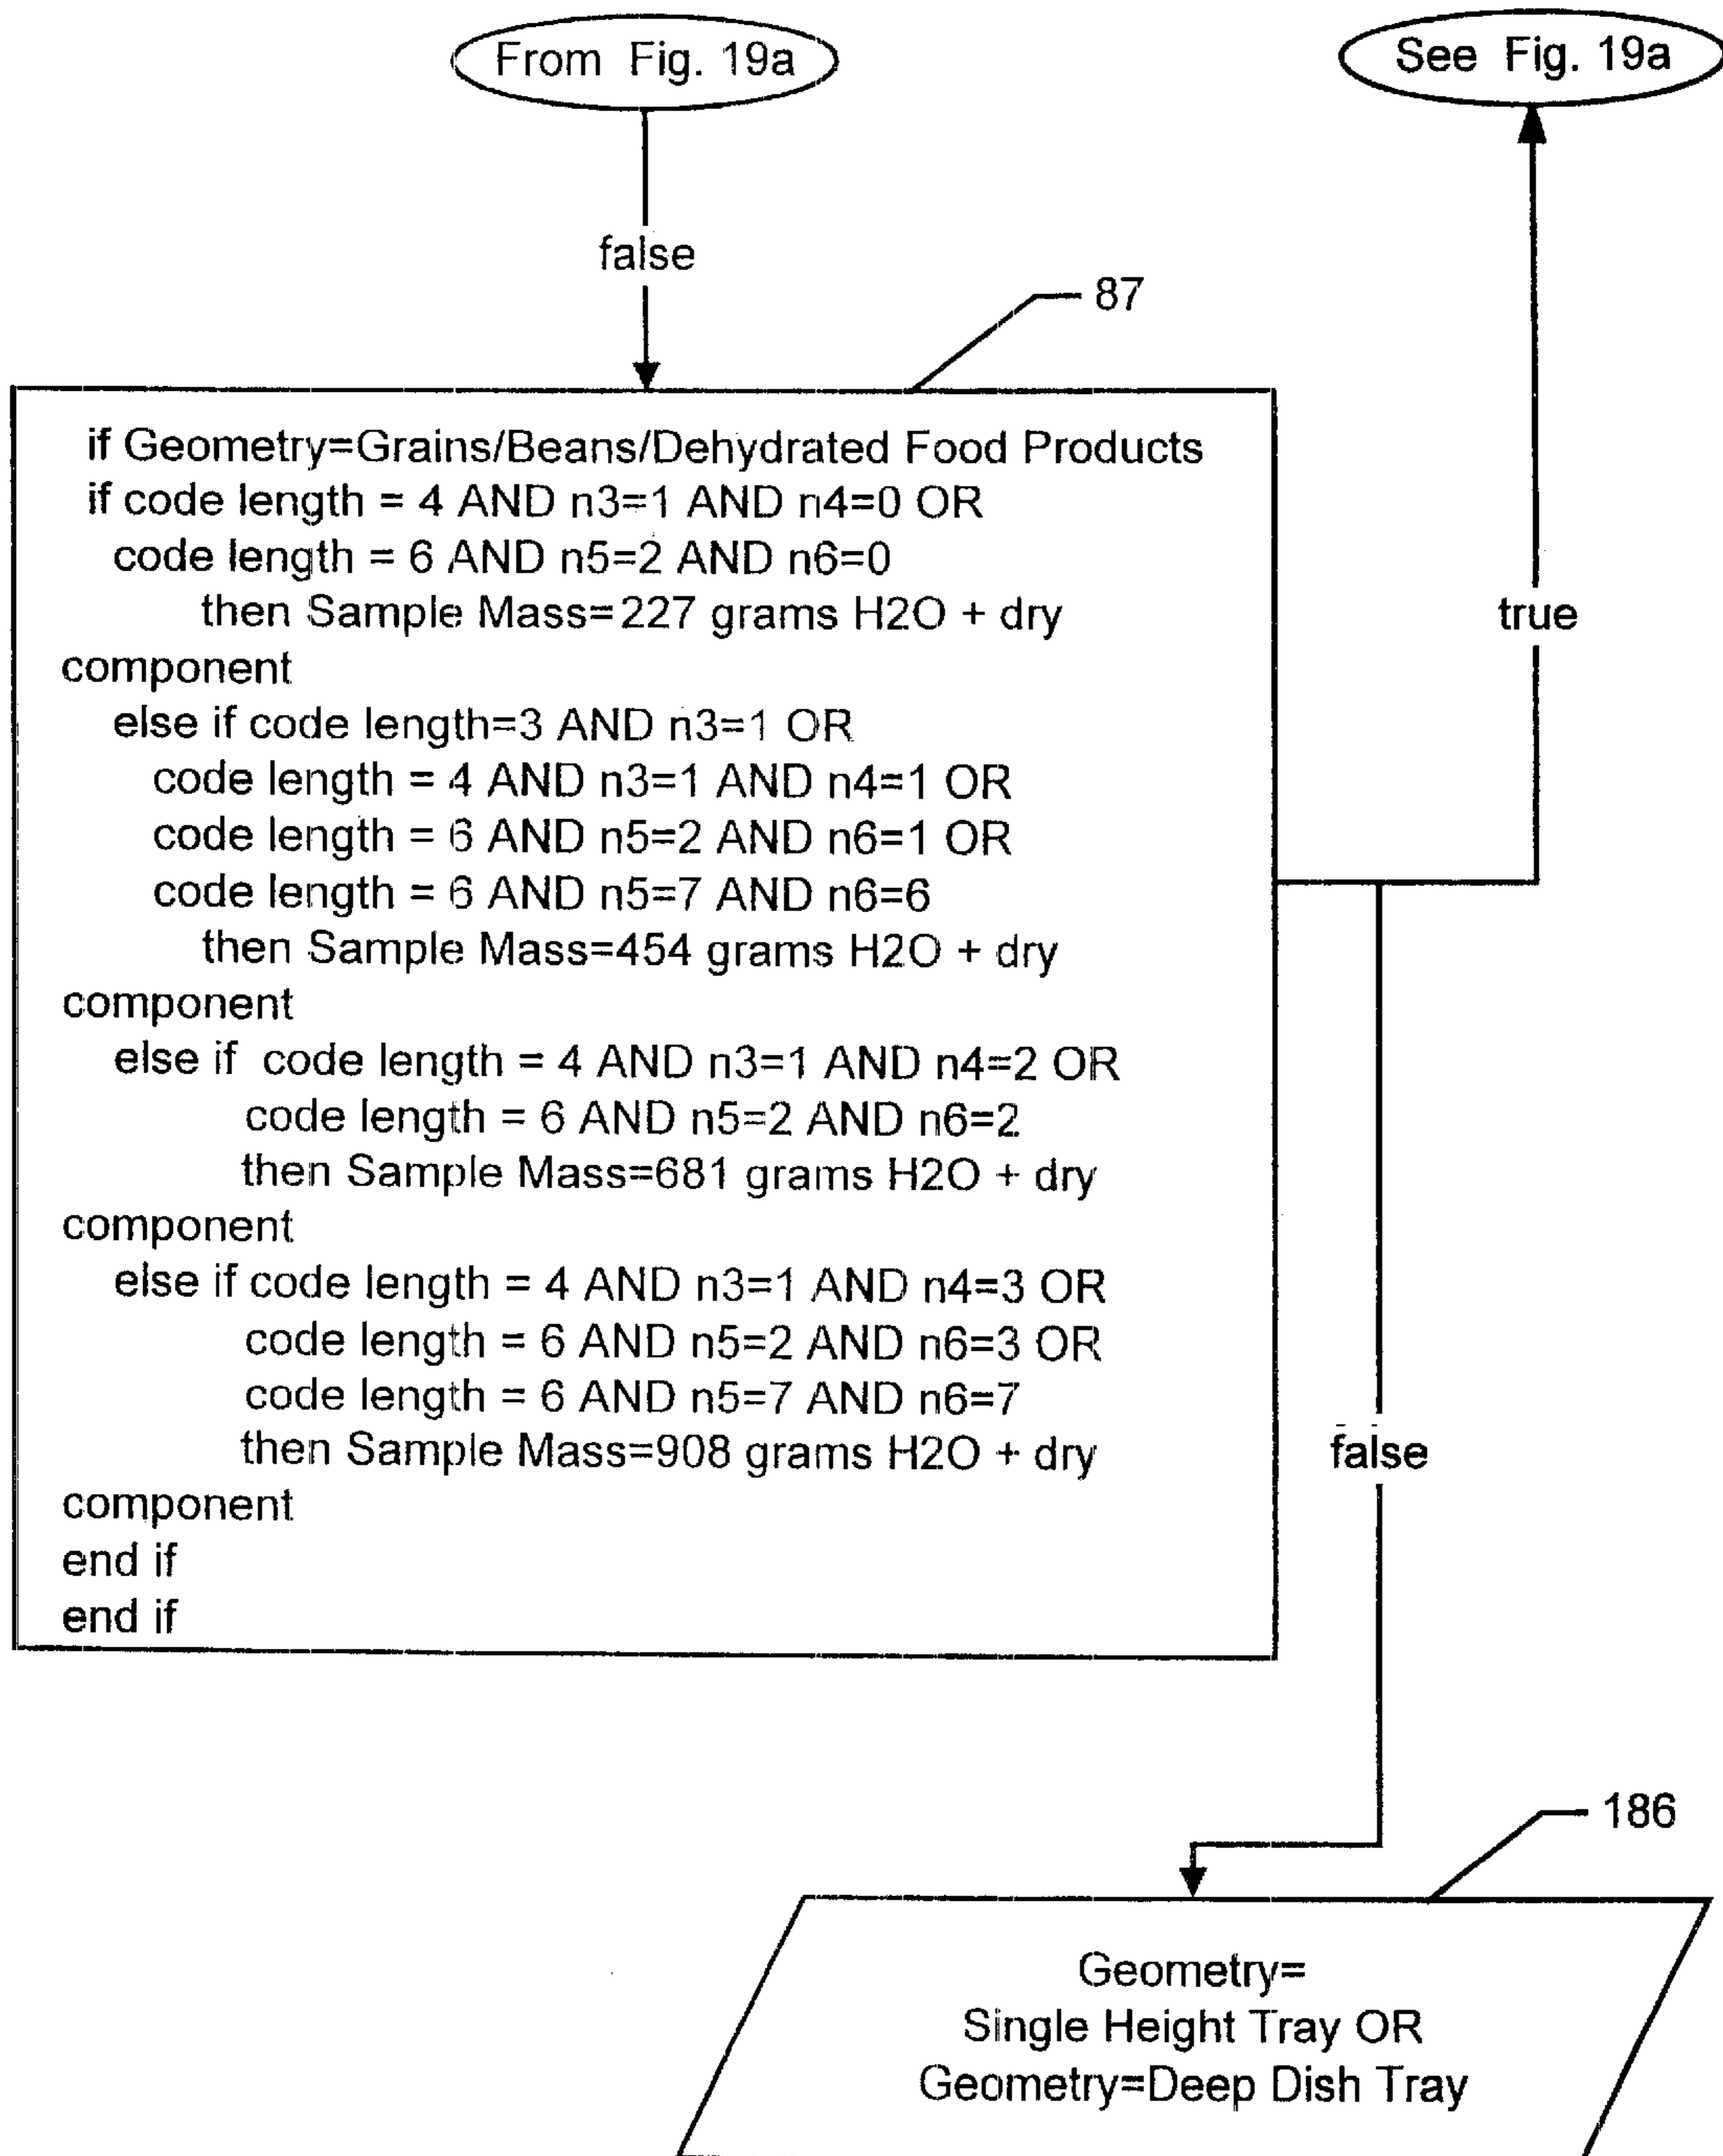 From Fig. 19a
See Fig. 19a
false
87
if Geometry=Grains/Beans/Dehydrated Food Products
if code length = 4 AND n3=1 AND n4=0 OR
code length = 6 AND n5=2 AND n6=0
then Sample Mass=227 grams H2O + dry
component
else if code length=3 AND n3=1 OR
code length = 4 AND n3=1 AND n4=1 OR
code length = 6 AND n5=2 AND n6=1 OR
code length = 6 AND n5=7 AND n6=6
then Sample Mass=454 grams H2O + dry
component
else if code length = 4 AND n3=1 AND n4=2 OR
code length = 6 AND n5=2 AND n6=2
then Sample Mass=681 grams H2O + dry
component
else if code length = 4 AND n3=1 AND n4=3 OR
code length = 6 AND n5=2 AND n6=3 OR
code length = 6 AND n5=7 AND n6=7
then Sample Mass=908 grams H2O + dry
component
end if
end if
true
false
186
Geometry=
Single Height Tray OR
Geometry=Deep Dish Tray